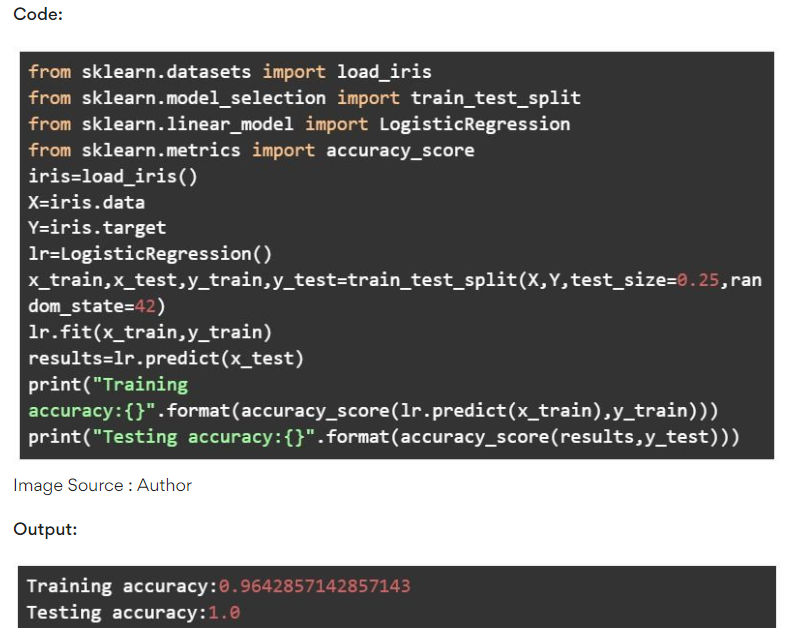 Code:
from sklearn.datasets import load_iris
from sklearn.model_selection import train_test_split
from sklearn.linear_model import LogisticRegression
from sklearn.metrics import accuracy_score
iris=load_iris()
X=iris.data
Y=iris.target
lr=LogisticRegression()
x_train,x_test,y_train,y_test=train_test_split(X,Y,test_size=0.25,ran
dom_state=42)
lr.fit(x_train,y_train)
results=lr.predict(x_test)
print("Training
accuracy:{}".format(accuracy_score(lr.predict(x_train),y_train)))
print("Testing accuracy:{}".format(accuracy_score(results,y_test)))
Image Source : Author
Output:
Training accuracy:0.9642857142857143
Testing accuracy:1.0